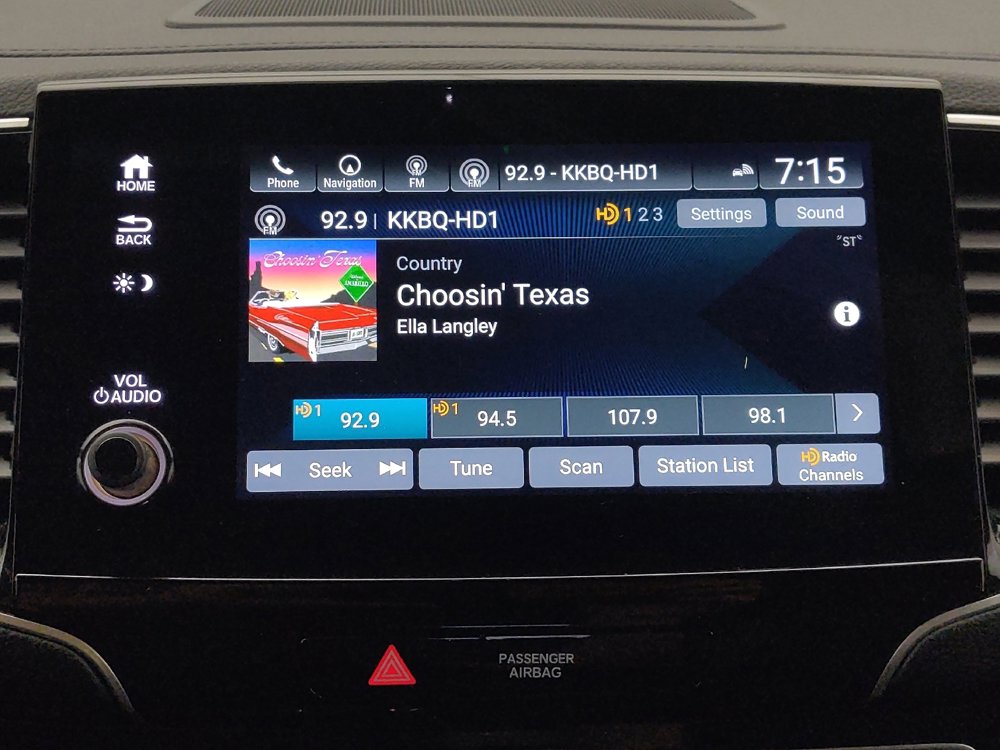 HOME
BACK
VOL
AUDIO
Phone
Navigation
FM
FM
92.9 - KKBQ-HD1
7:15
FM
92.9 | KKBQ-HD1
HD 1 2 3
Settings
Sound
"ST"
Choosin' Texas
AMARILLO
Country
Choosin' Texas
Ella Langley
i
HD 1
92.9
HD 1
94.5
107.9
98.1
Seek
Tune
Scan
Station List
HD Radio
Channels
PASSENGER
AIRBAG